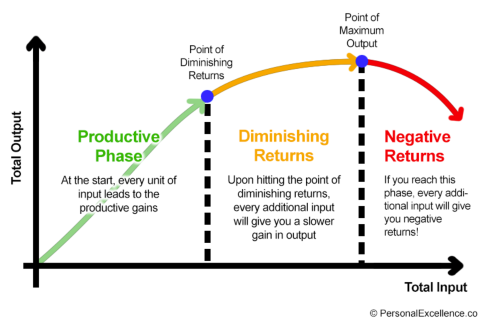 Point of
Maximum
Output
Point of
Diminishing
Returns
Total Output
Productive
Phase
At the start, every unit of
input leads to the
productive gains
Diminishing
Returns
Upon hitting the point of
diminishing returns,
every additional input
will give you a slower
gain in output
Negative
Returns
If you reach this
phase, every addi-
tional input will give
you negative
returns!
Total Input
© PersonalExcellence.co